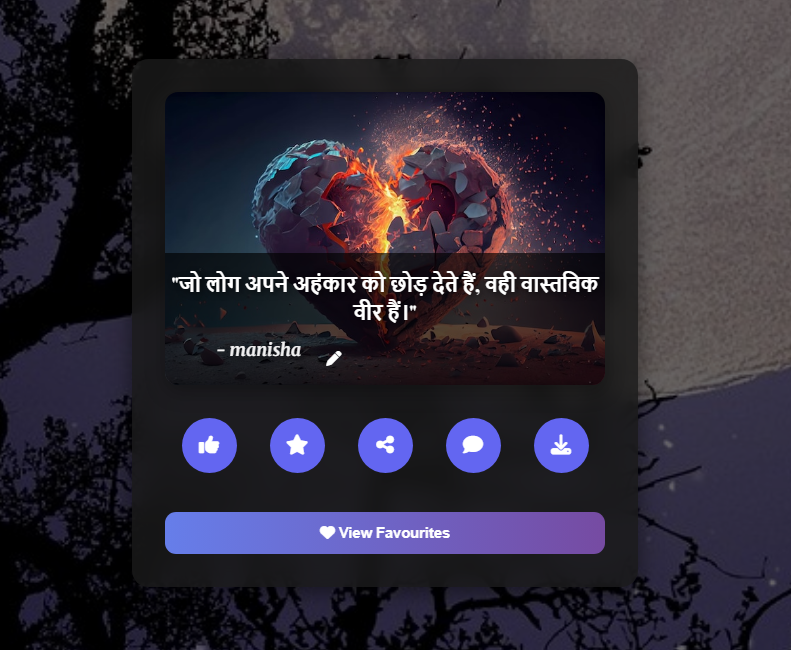 "जो लोग अपने अहंकार को छोड़ देते हैं, वही वास्तविक
वीर हैं।"
- manisha
View Favourites